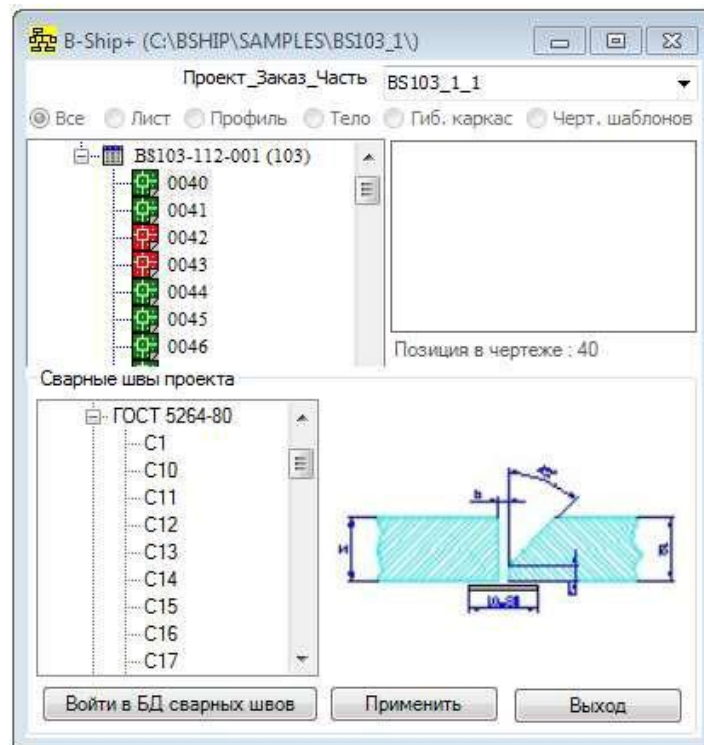 B-Ship+ (C:\BSHIP\SAMPLES\BS103_1\)
Проект_Заказ_Часть BS103_1_1
Все Лист Профиль Тело Гиб. каркас Черт. шаблонов
BS103-112-001 (103)
0040
0041
0042
0043
0044
0045
0046
Позиция в чертеже : 40
Сварные швы проекта
ГОСТ 5264-80
C1
C10
C11
C12
C13
C14
C15
C16
C17
b
Войти в БД сварных швов Применить Выход